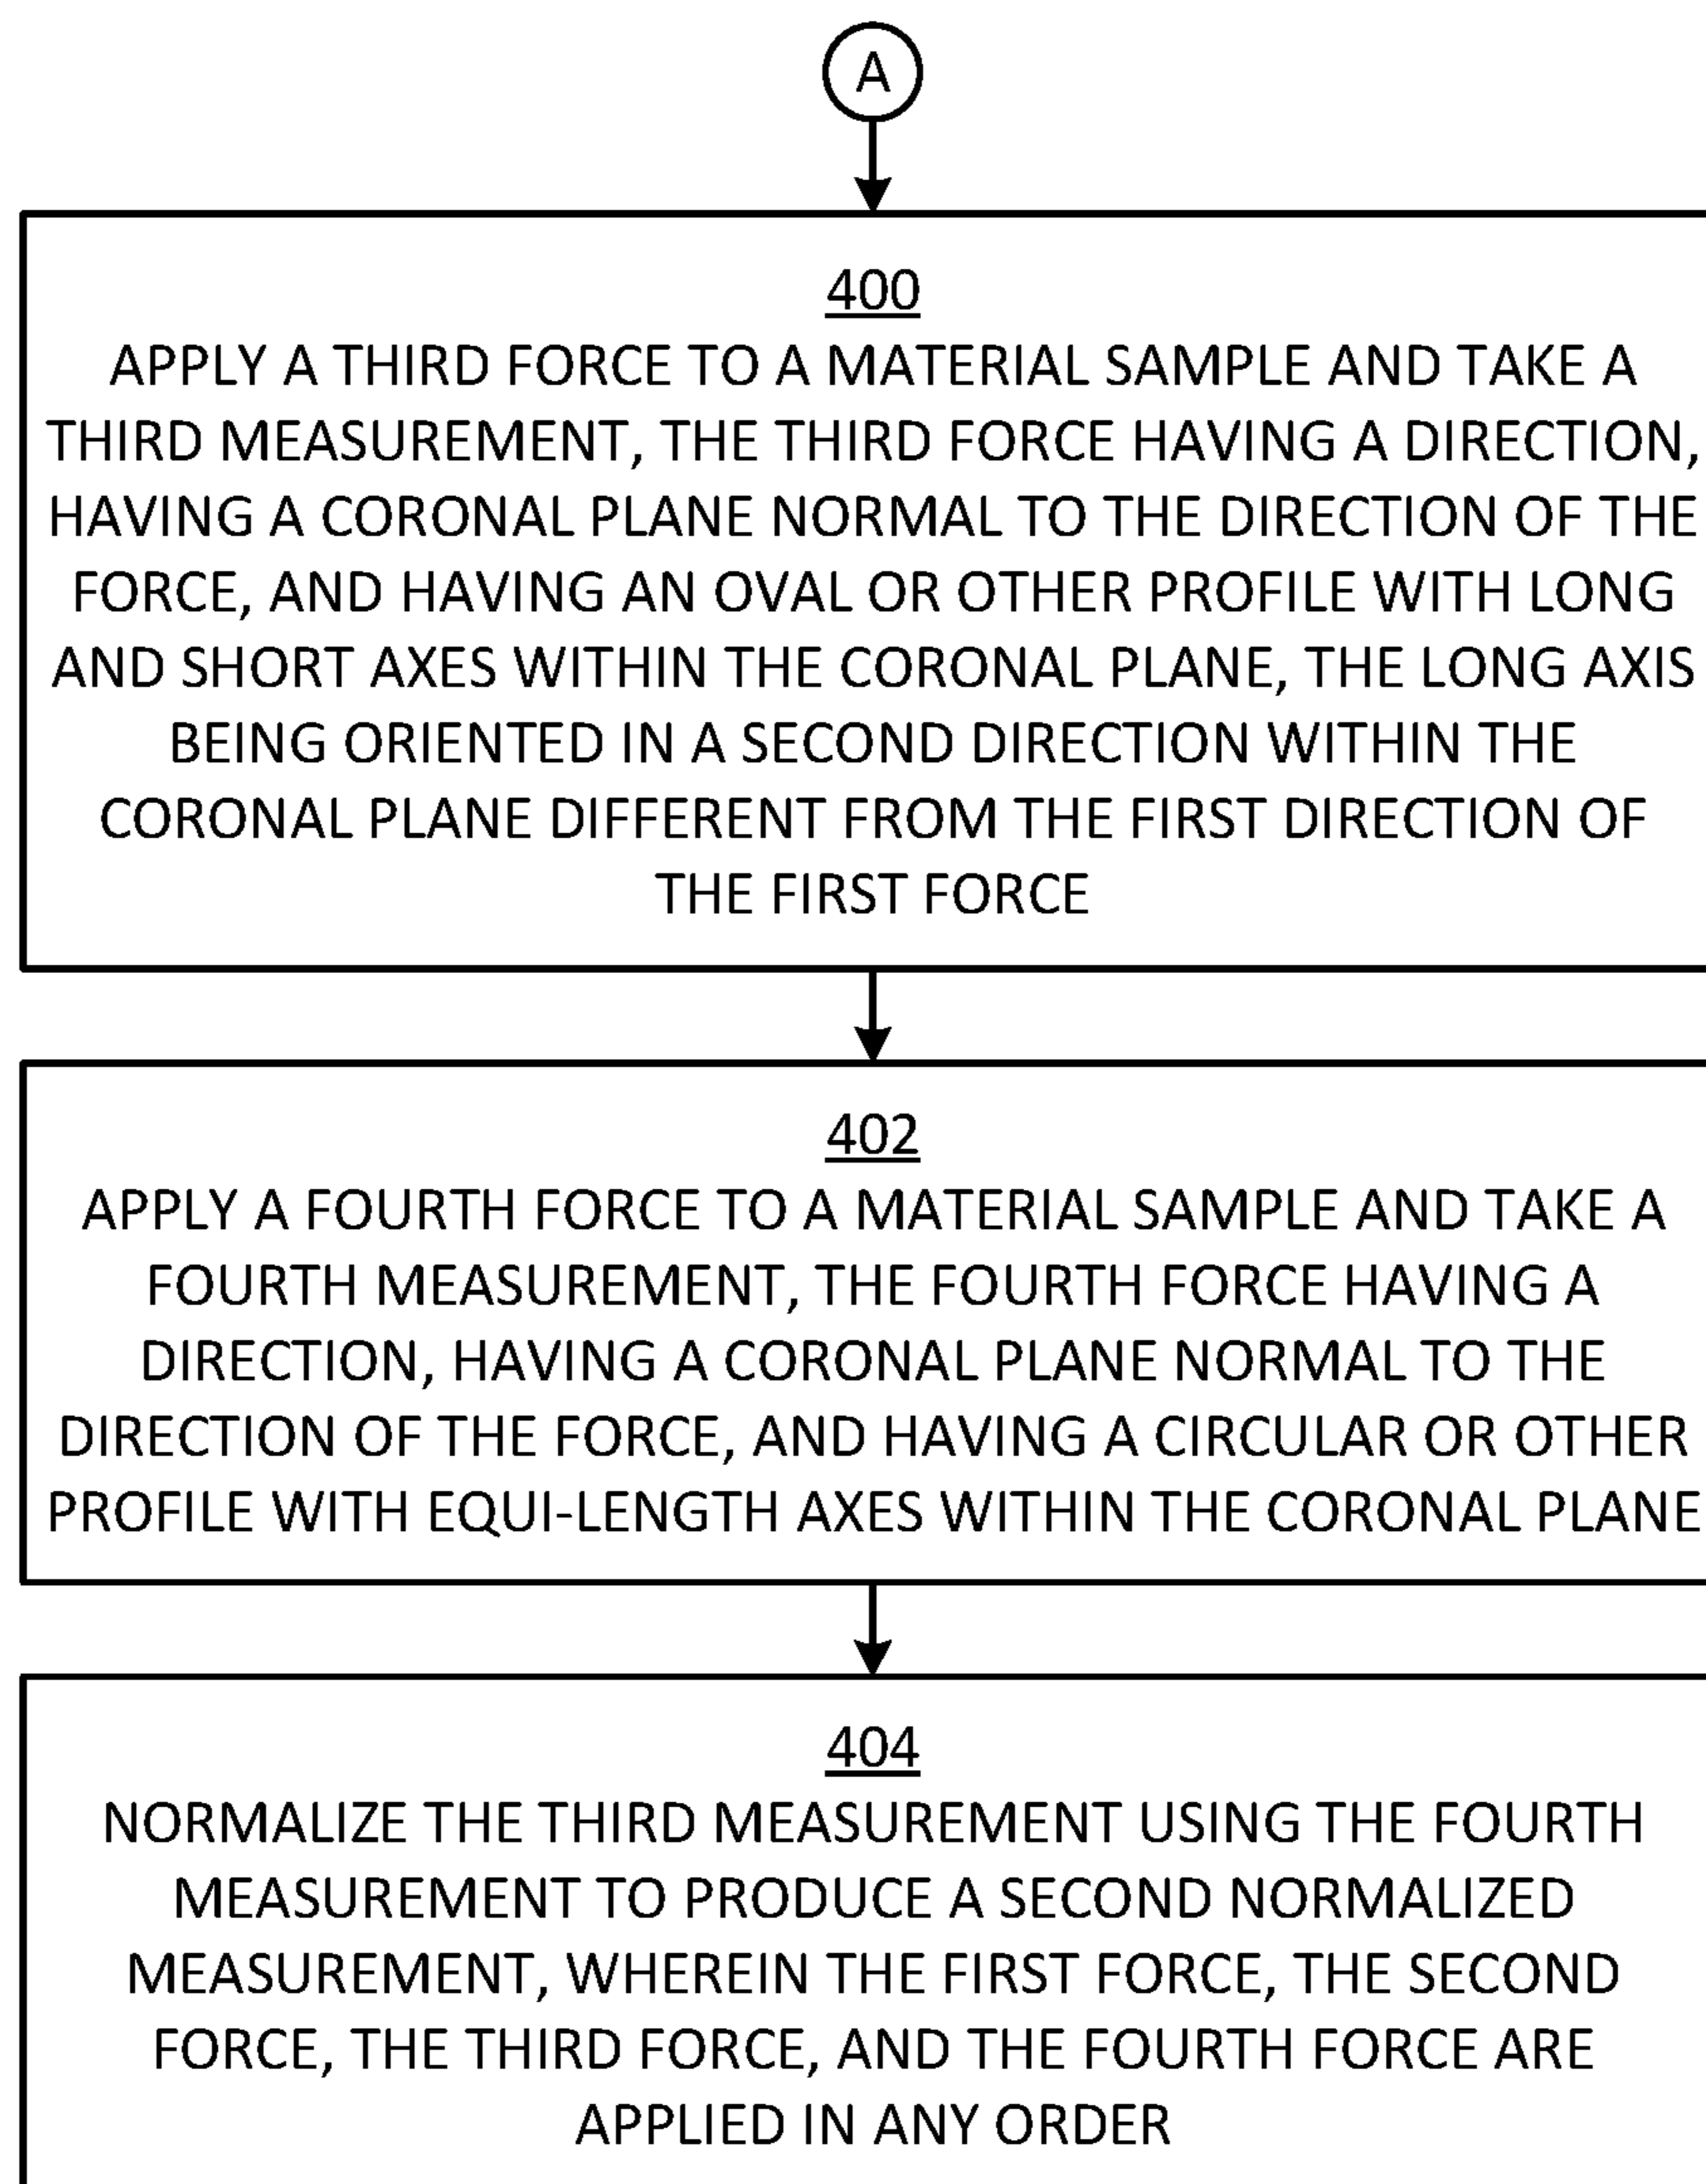 A
400
APPLY A THIRD FORCE TO A MATERIAL SAMPLE AND TAKE A
THIRD MEASUREMENT, THE THIRD FORCE HAVING A DIRECTION,
HAVING A CORONAL PLANE NORMAL TO THE DIRECTION OF THE
FORCE, AND HAVING AN OVAL OR OTHER PROFILE WITH LONG
AND SHORT AXES WITHIN THE CORONAL PLANE, THE LONG AXIS
BEING ORIENTED IN A SECOND DIRECTION WITHIN THE
CORONAL PLANE DIFFERENT FROM THE FIRST DIRECTION OF
THE FIRST FORCE
402
APPLY A FOURTH FORCE TO A MATERIAL SAMPLE AND TAKE A
FOURTH MEASUREMENT, THE FOURTH FORCE HAVING A
DIRECTION, HAVING A CORONAL PLANE NORMAL TO THE
DIRECTION OF THE FORCE, AND HAVING A CIRCULAR OR OTHER
PROFILE WITH EQUI-LENGTH AXES WITHIN THE CORONAL PLANE
404
NORMALIZE THE THIRD MEASUREMENT USING THE FOURTH
MEASUREMENT TO PRODUCE A SECOND NORMALIZED
MEASUREMENT, WHEREIN THE FIRST FORCE, THE SECOND
FORCE, THE THIRD FORCE, AND THE FOURTH FORCE ARE
APPLIED IN ANY ORDER